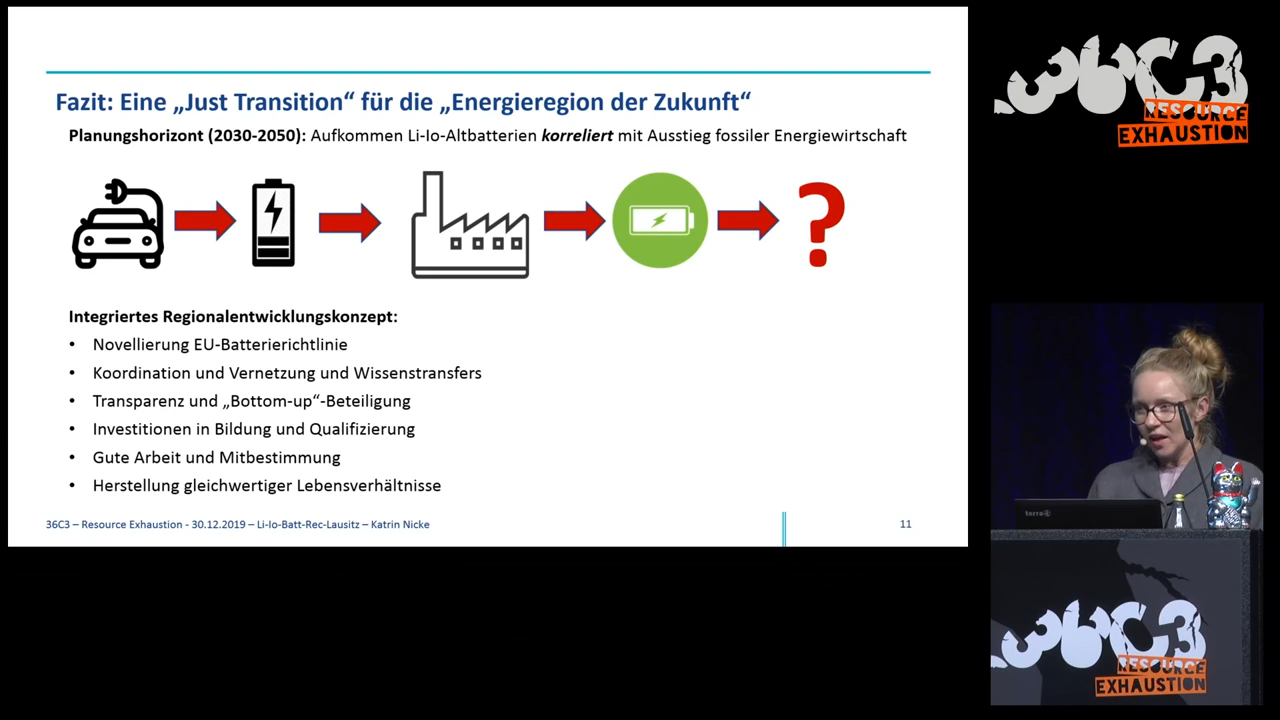 Fazit: Eine „Just Transition“ für die „Energieregion der Zukunft“
Planungshorizont (2030-2050): Aufkommen Li-Io-Altbatterien korreliert mit Ausstieg fossiler Energiewirtschaft
?
Integriertes Regionalentwicklungskonzept:
• Novellierung EU-Batterierichtlinie
• Koordination und Vernetzung und Wissenstransfers
• Transparenz und „Bottom-up“-Beteiligung
• Investitionen in Bildung und Qualifizierung
• Gute Arbeit und Mitbestimmung
• Herstellung gleichwertiger Lebensverhältnisse
36C3 – Resource Exhaustion - 30.12.2019 – Li-Io-Batt-Rec-Lausitz – Katrin Nicke
11
36C3
RESOURCE
EXHAUSTION
terra
36C3
RESOURCE
EXHAUSTION